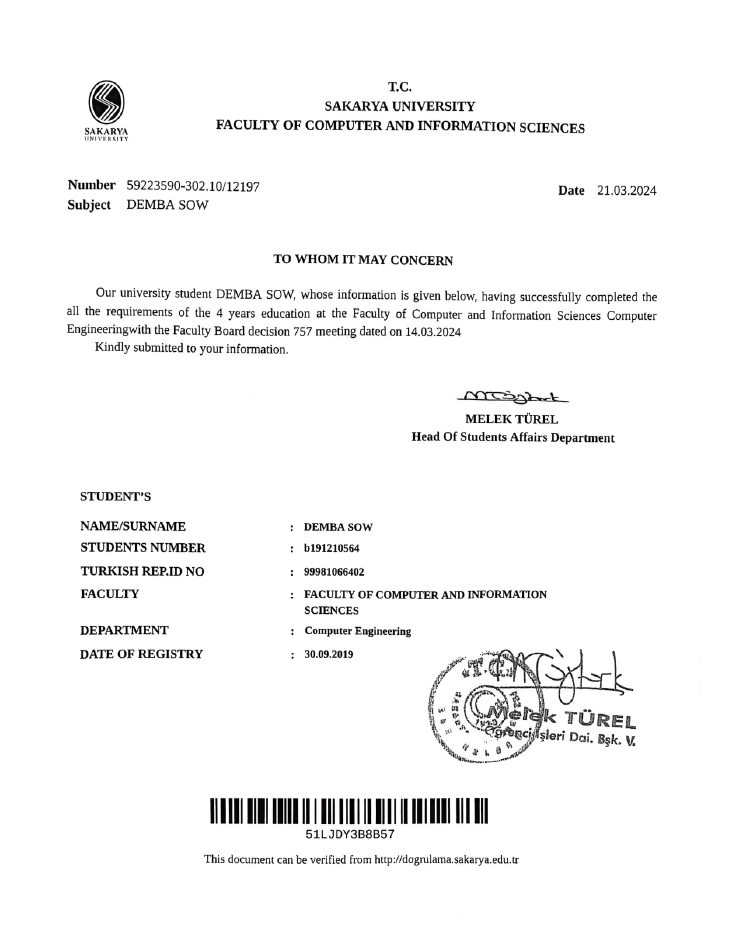 T.C.
SAKARYA UNIVERSITY
FACULTY OF COMPUTER AND INFORMATION SCIENCES
SAKARYA
UNIVERSITY
Number 59223590-302.10/12197
Date 21.03.2024
Subject DEMBA SOW
TO WHOM IT MAY CONCERN
Our university student DEMBA SOW, whose information is given below, having successfully completed the
all the requirements of the 4 years education at the Faculty of Computer and Information Sciences Computer
Engineeringwith the Faculty Board decision 757 meeting dated on 14.03.2024
Kindly submitted to your information.
MELEK TÜREL
Head Of Students Affairs Department
STUDENT'S
NAME/SURNAME : DEMBA SOW
STUDENTS NUMBER : b191210564
TURKISH REP.ID NO : 99981066402
FACULTY : FACULTY OF COMPUTER AND INFORMATION
SCIENCES
DEPARTMENT : Computer Engineering
DATE OF REGISTRY : 30.09.2019
T.C.
Melek TÜREL
Öğrenci İşleri Dai. Bşk. V.
51LJDY3B8B57
This document can be verified from http://dogrulama.sakarya.edu.tr